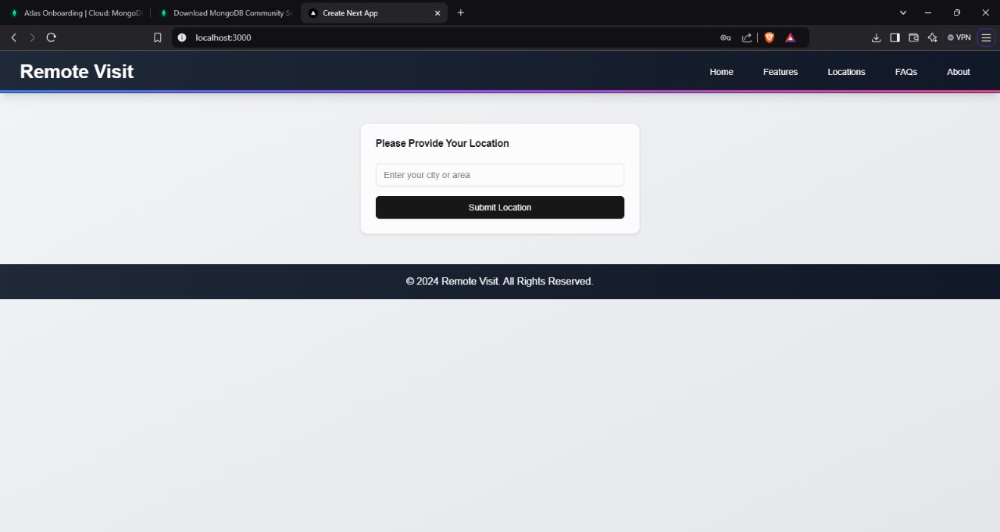 Atlas Onboarding | Cloud: MongoD
Download MongoDB Community Se
Create Next App
localhost:3000
VPN
Remote Visit
Home
Features
Locations
FAQs
About
Please Provide Your Location
Enter your city or area
Submit Location
© 2024 Remote Visit. All Rights Reserved.